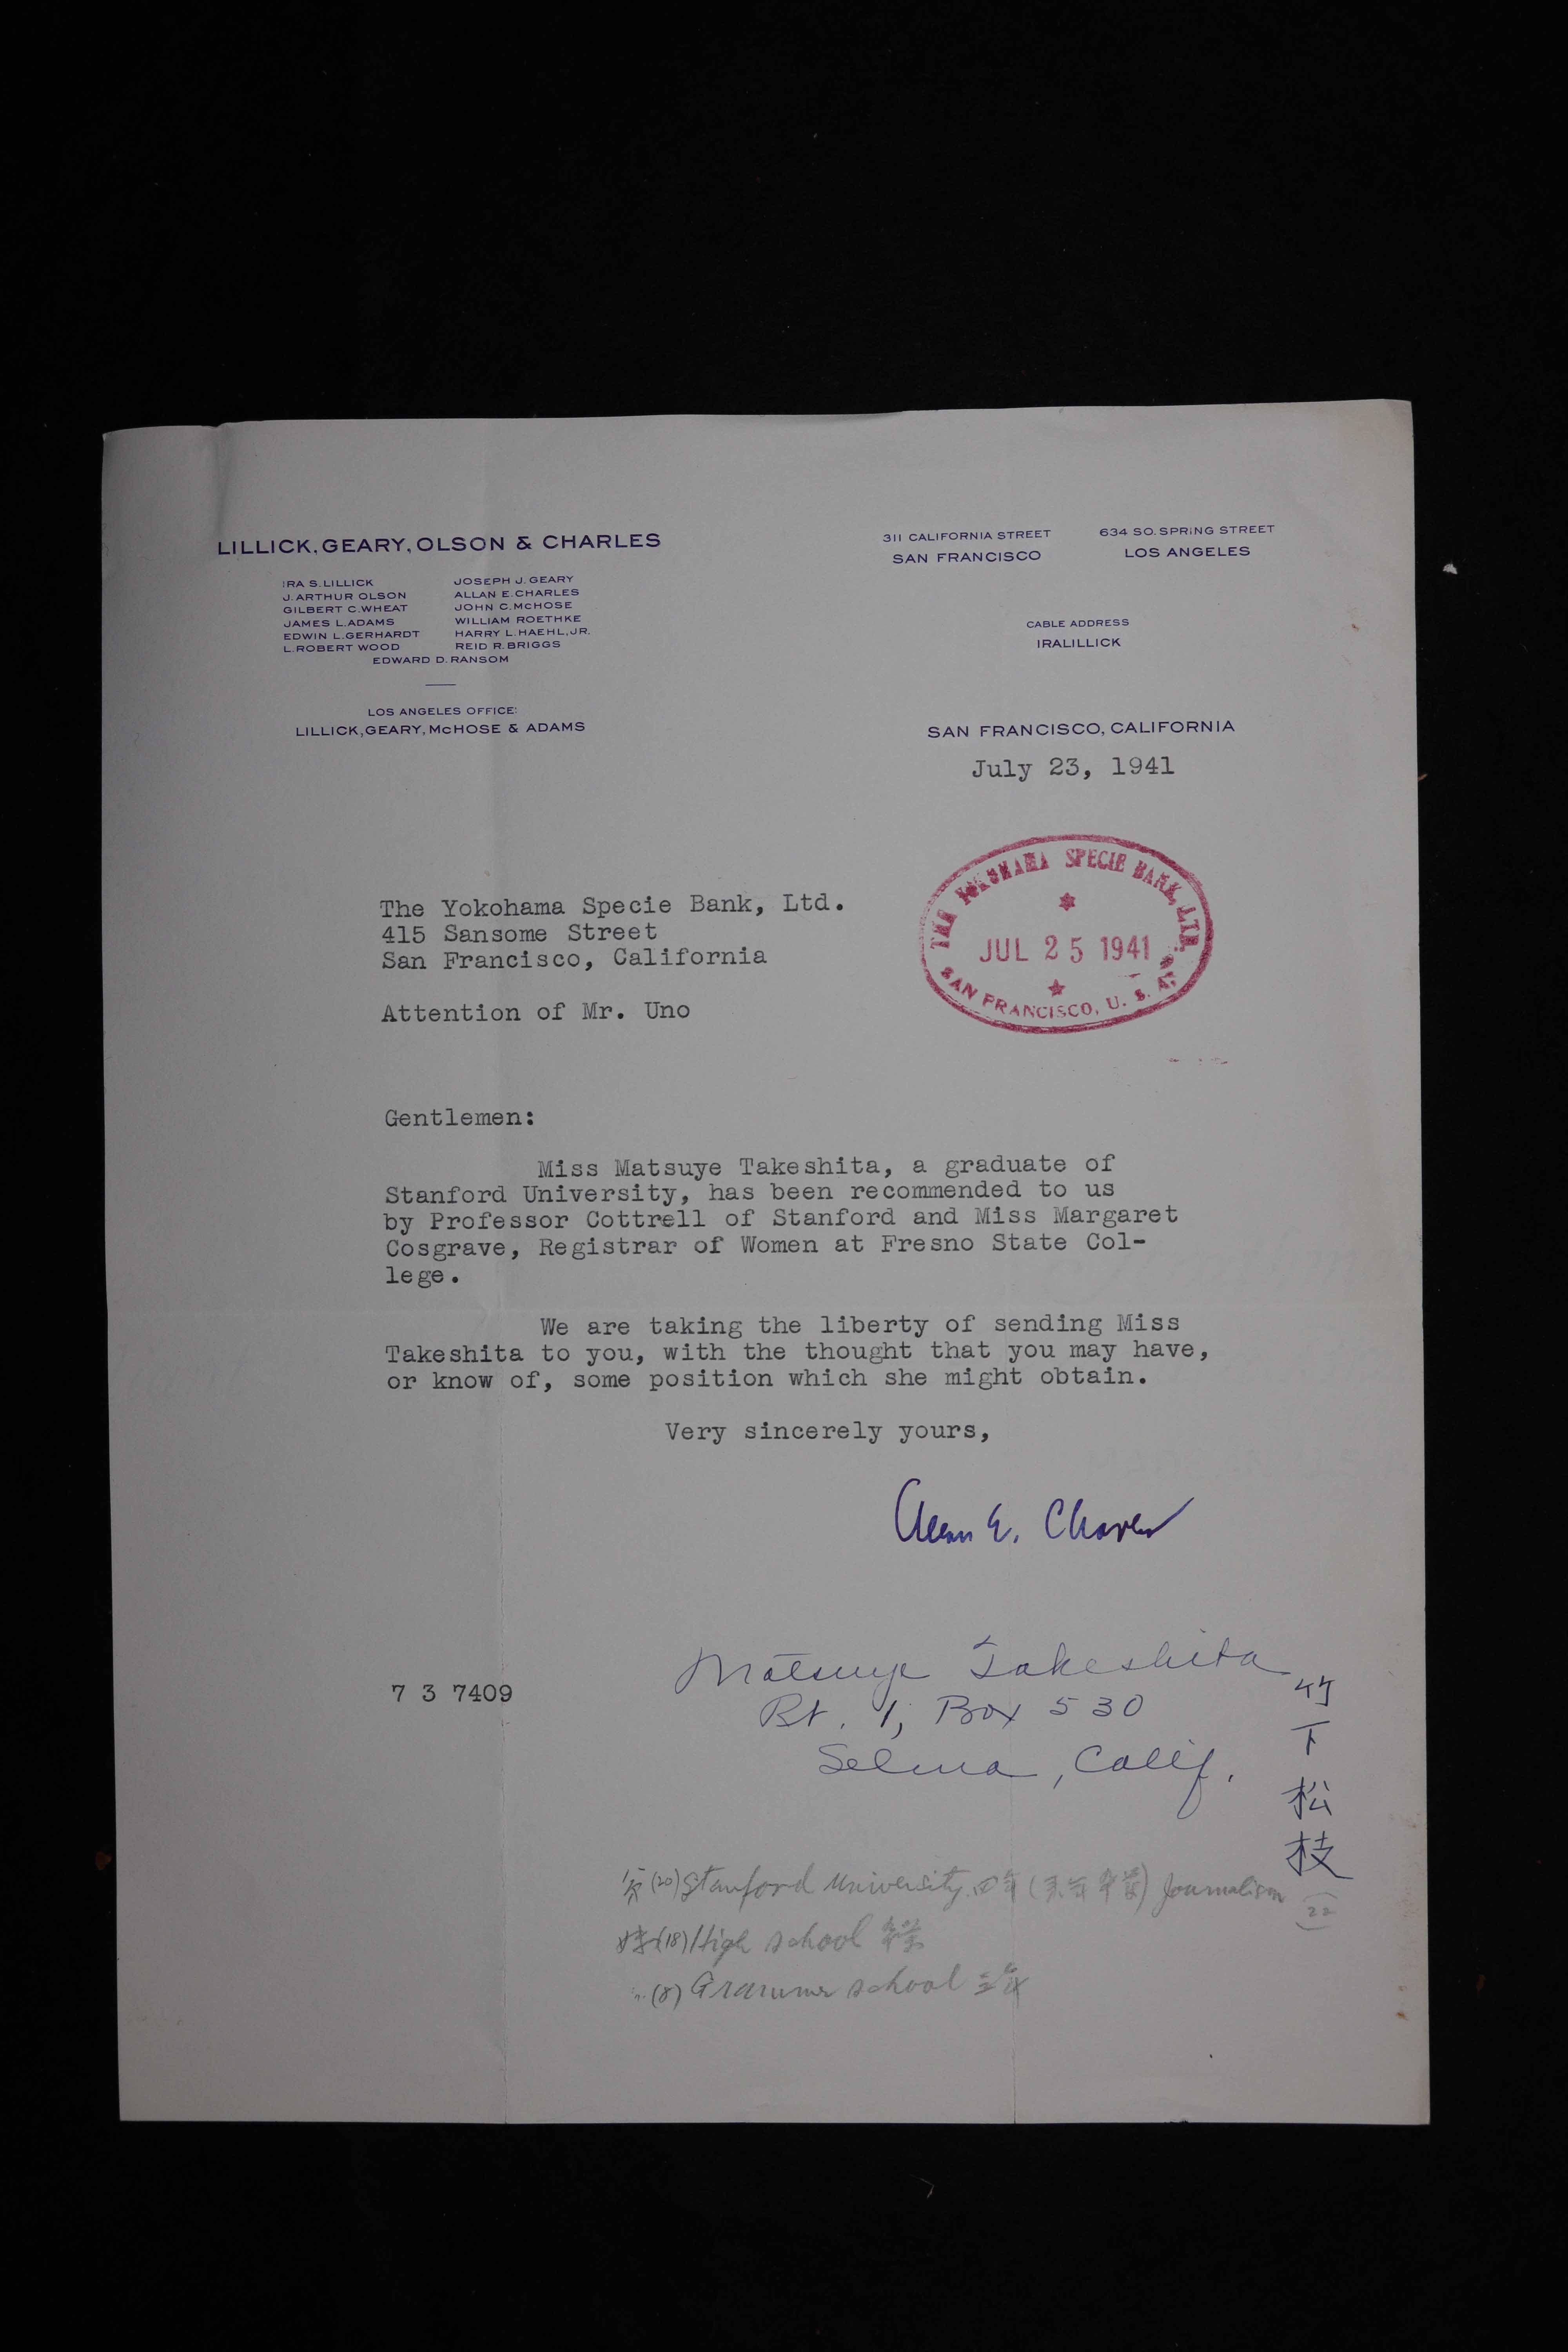 LILLICK, GEARY, OLSON & CHARLES
IRA S. LILLICK
J. ARTHUR OLSON
GILBERT C. WHEAT
JAMES L. ADAMS
EDWIN L. GERHARDT
L. ROBERT WOOD
JOSEPH J. GEARY
ALLAN E. CHARLES
JOHN C. McHOSE
WILLIAM ROETHKE
HARRY L. HAEHL, JR.
REID R. BRIGGS
EDWARD D. RANSOM
LOS ANGELES OFFICE:
LILLICK, GEARY, McHOSE & ADAMS
311 CALIFORNIA STREET
SAN FRANCISCO
634 SO. SPRING STREET
LOS ANGELES
CABLE ADDRESS
IRALILLICK
SAN FRANCISCO, CALIFORNIA
July 23, 1941
THE YOKOHAMA SPECIE BANK, LTD.
JUL 25 1941
SAN FRANCISCO, U. S. A.
The Yokohama Specie Bank, Ltd.
415 Sansome Street
San Francisco, California
Attention of Mr. Uno
Gentlemen:
Miss Matsuye Takeshita, a graduate of
Stanford University, has been recommended to us
by Professor Cottrell of Stanford and Miss Margaret
Cosgrave, Registrar of Women at Fresno State Col-
lege.
We are taking the liberty of sending Miss
Takeshita to you, with the thought that you may have,
or know of, some position which she might obtain.
Very sincerely yours,
Allan E. Charles
7 3 7409
Matsuye Takeshita
Rt. 1, Box 530
Selma, Calif.
竹下松枝
(22)
(20) Stanford University 四年 卒業) Journalism
(18) High school 卒業
(8) Grammar school